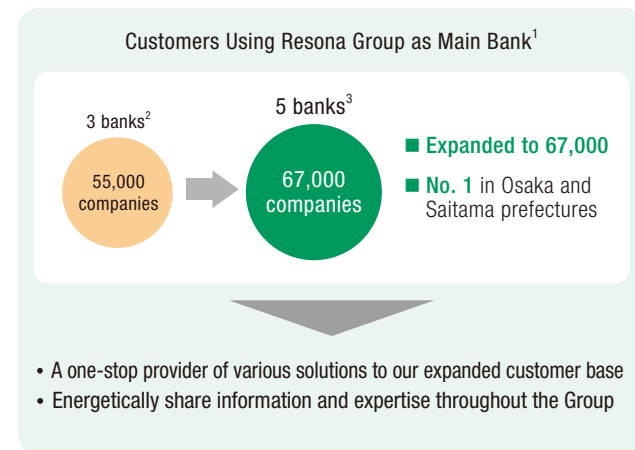 Customers Using Resona Group as Main Bank¹
3 banks²
55,000
companies
5 banks³
67,000
companies
■ Expanded to 67,000
■ No. 1 in Osaka and
Saitama prefectures
• A one-stop provider of various solutions to our expanded customer base
• Energetically share information and expertise throughout the Group